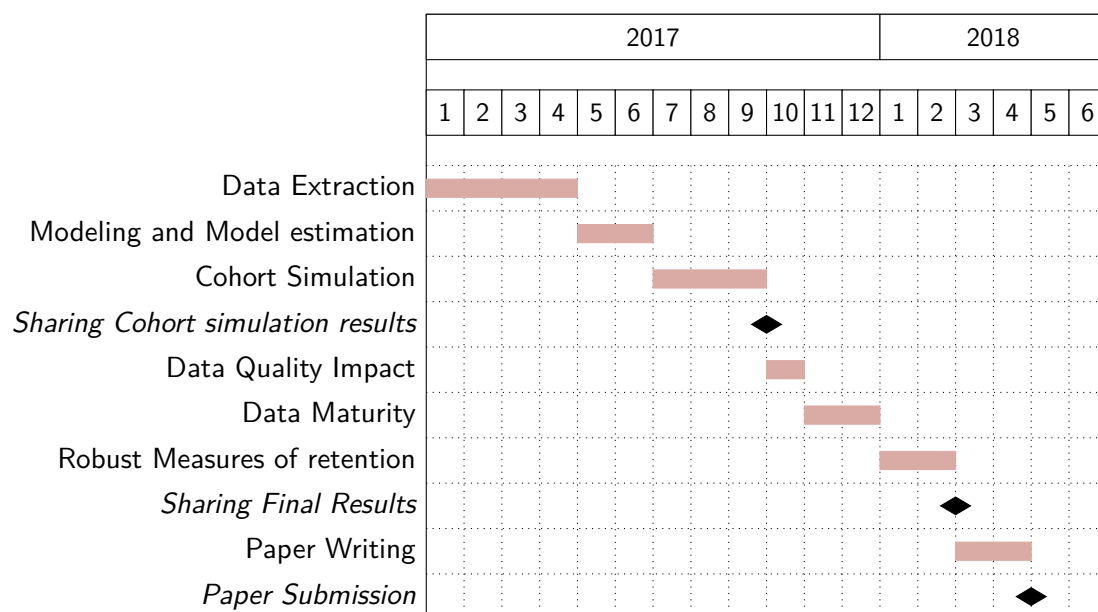 2017 2018
1 2 3 4 5 6 7 8 9 10 11 12 1 2 3 4 5 6
Data Extraction
Modeling and Model estimation
Cohort Simulation
Sharing Cohort simulation results
Data Quality Impact
Data Maturity
Robust Measures of retention
Sharing Final Results
Paper Writing
Paper Submission